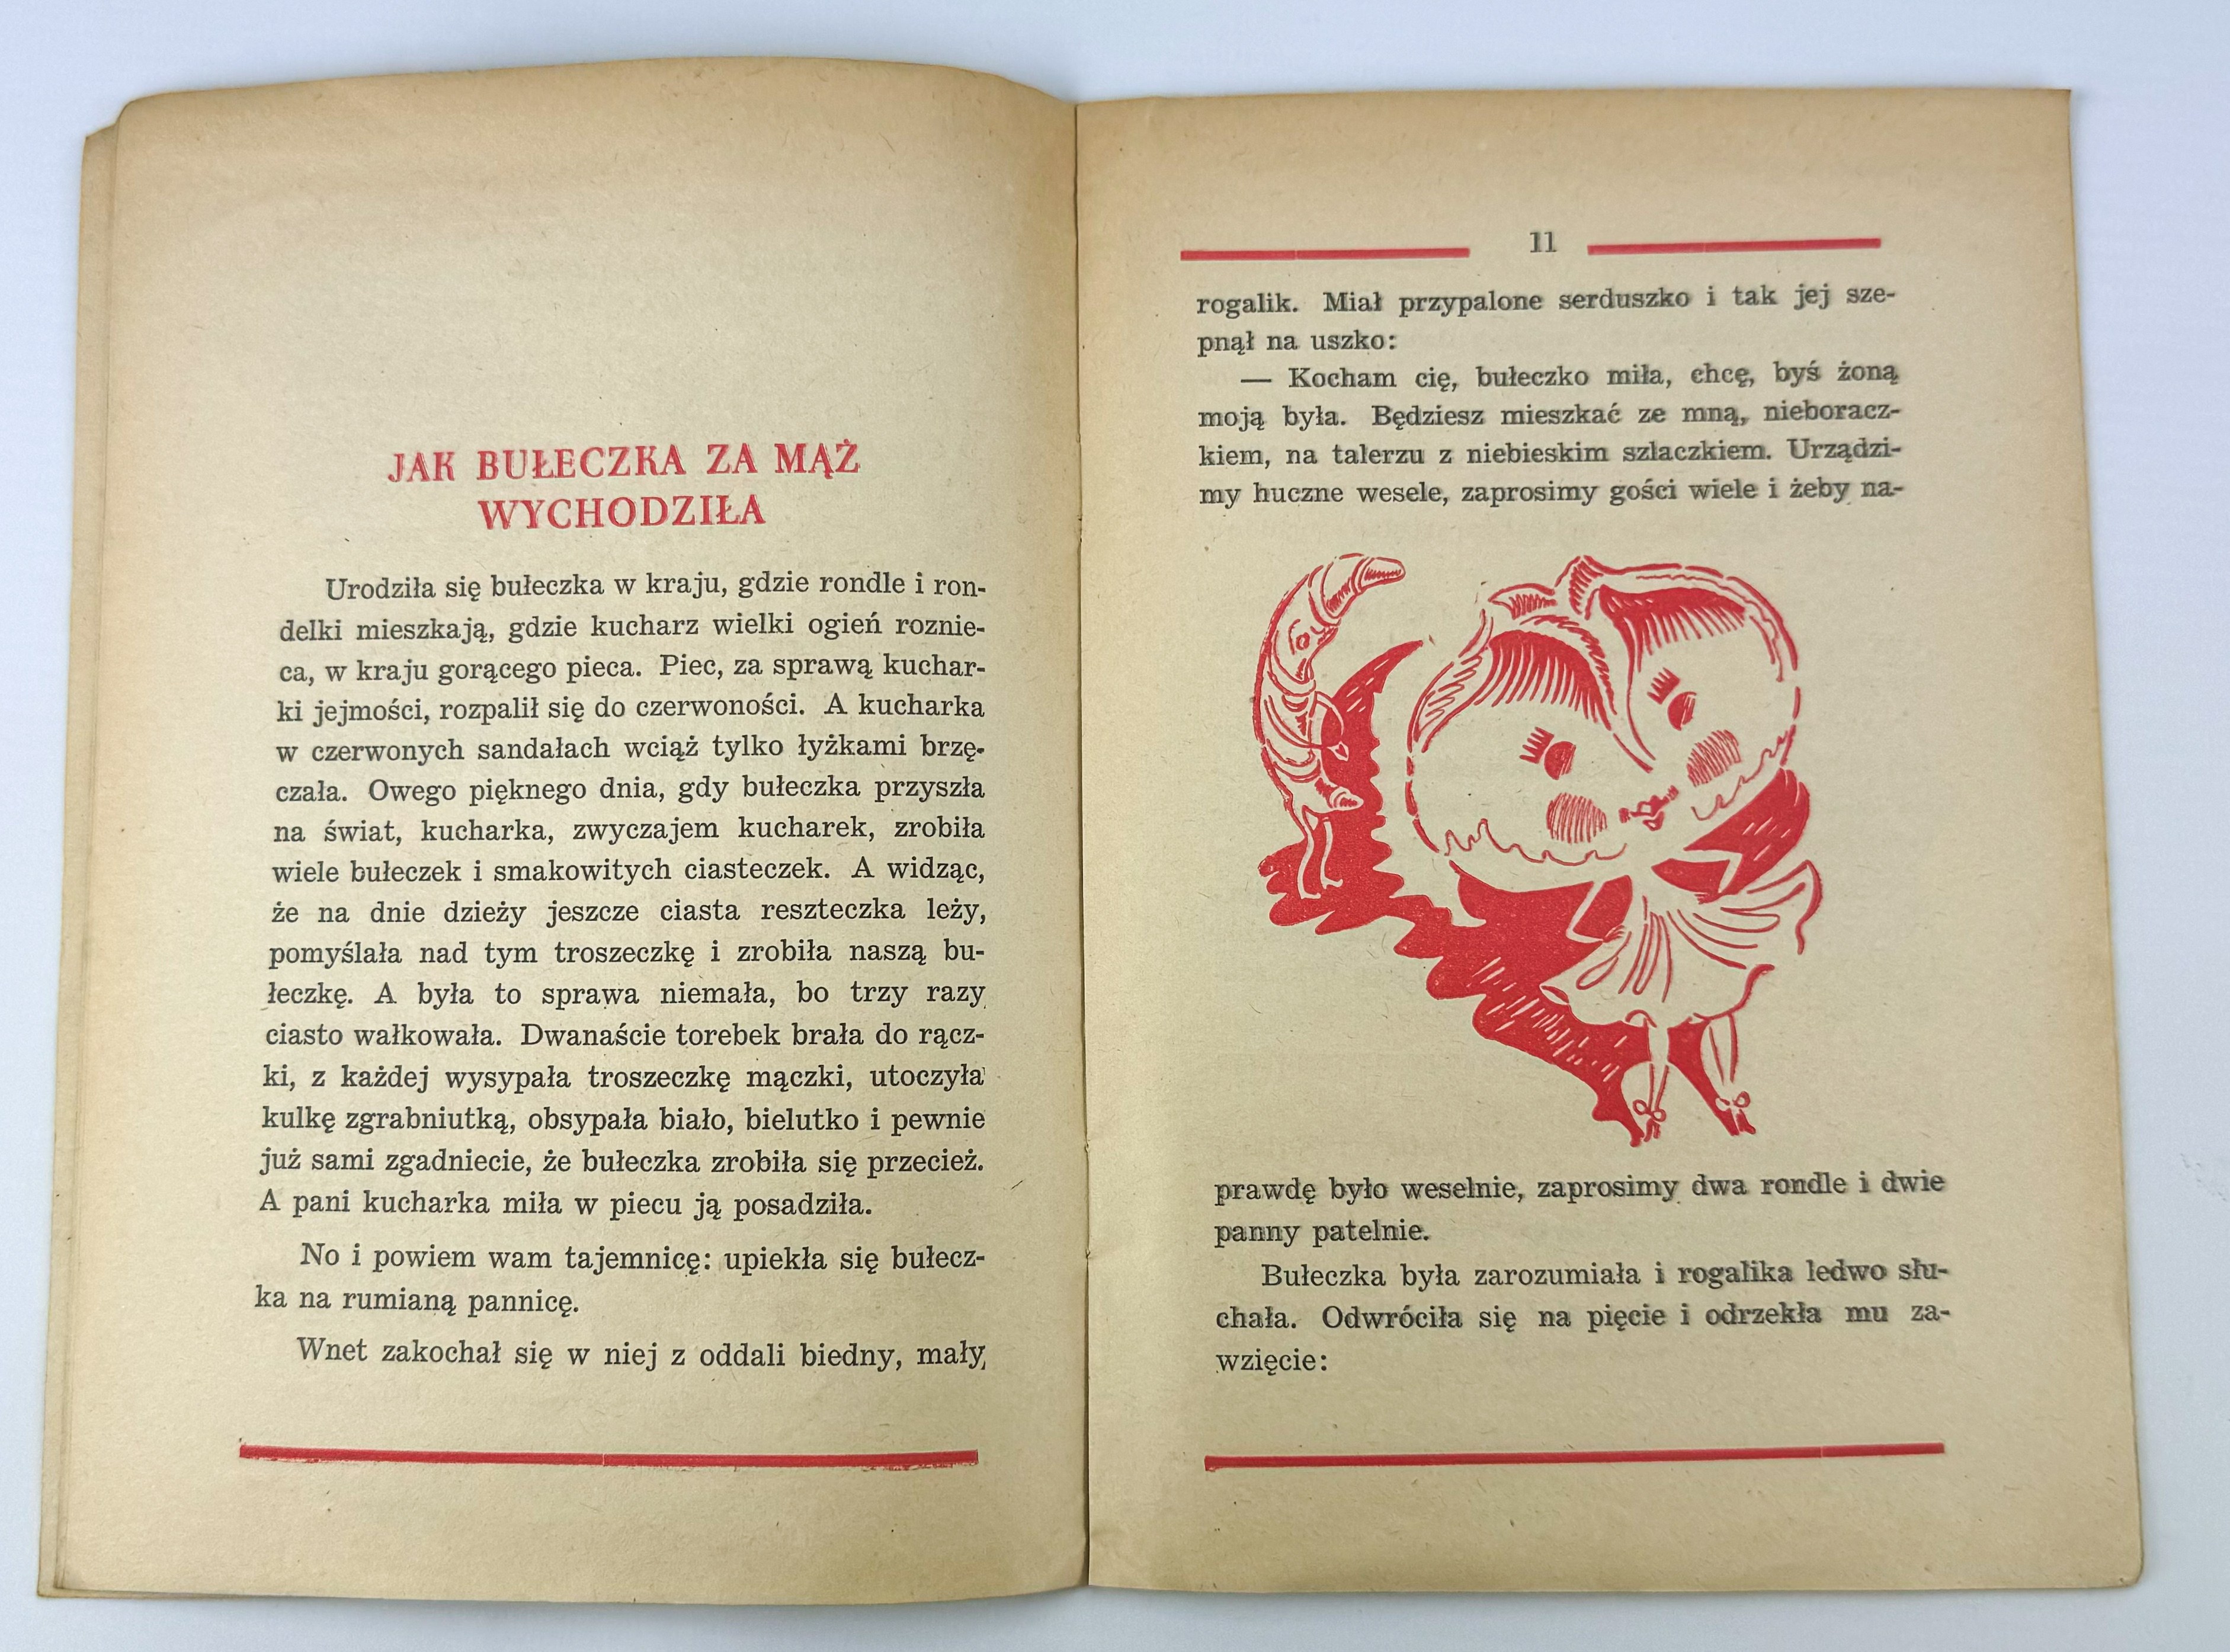 JAK BUŁECZKA ZA MĄŻ
WYCHODZIŁA
Urodziła się bułeczka w kraju, gdzie rondle i ron-
delki mieszkają, gdzie kucharz wielki ogień roznie-
ca, w kraju gorącego pieca. Piec, za sprawą kuchar-
ki jejmości, rozpalił się do czerwoności. A kucharka
w czerwonych sandałach wciąż tylko łyżkami brzę-
czała. Owego pięknego dnia, gdy bułeczka przyszła
na świat, kucharka, zwyczajem kucharek, zrobiła
wiele bułeczek i smakowitych ciasteczek. A widząc,
że na dnie dzieży jeszcze ciasta reszteczka leży,
pomyślała nad tym troszeczkę i zrobiła naszą bu-
łeczkę. A była to sprawa niemała, bo trzy razy
ciasto wałkowała. Dwanaście torebek brała do rącz-
ki, z każdej wysypała troszeczkę mączki, utoczyła
kulkę zgrabniutką, obsypała biało, bielutko i pewnie
już sami zgadniecie, że bułeczka zrobiła się przecież.
A pani kucharka miła w piecu ją posadziła.
No i powiem wam tajemnicę: upiekła się bułecz-
ka na rumianą pannicę.
Wnet zakochał się w niej z oddali biedny, mały,
11
rogalik. Miał przypalone serduszko i tak jej sze-
pnął na uszko:
— Kocham cię, bułeczko miła, chcę, byś żoną
moją była. Będziesz mieszkać ze mną, nieboracz-
kiem, na talerzu z niebieskim szlaczkiem. Urządzi-
my huczne wesele, zaprosimy gości wiele i żeby na-
prawdę było weselnie, zaprosimy dwa rondle i dwie
panny patelnie.
Bułeczka była zarozumiała i rogalika ledwo słu-
chała. Odwróciła się na pięcie i odrzekła mu za-
wzięcie: